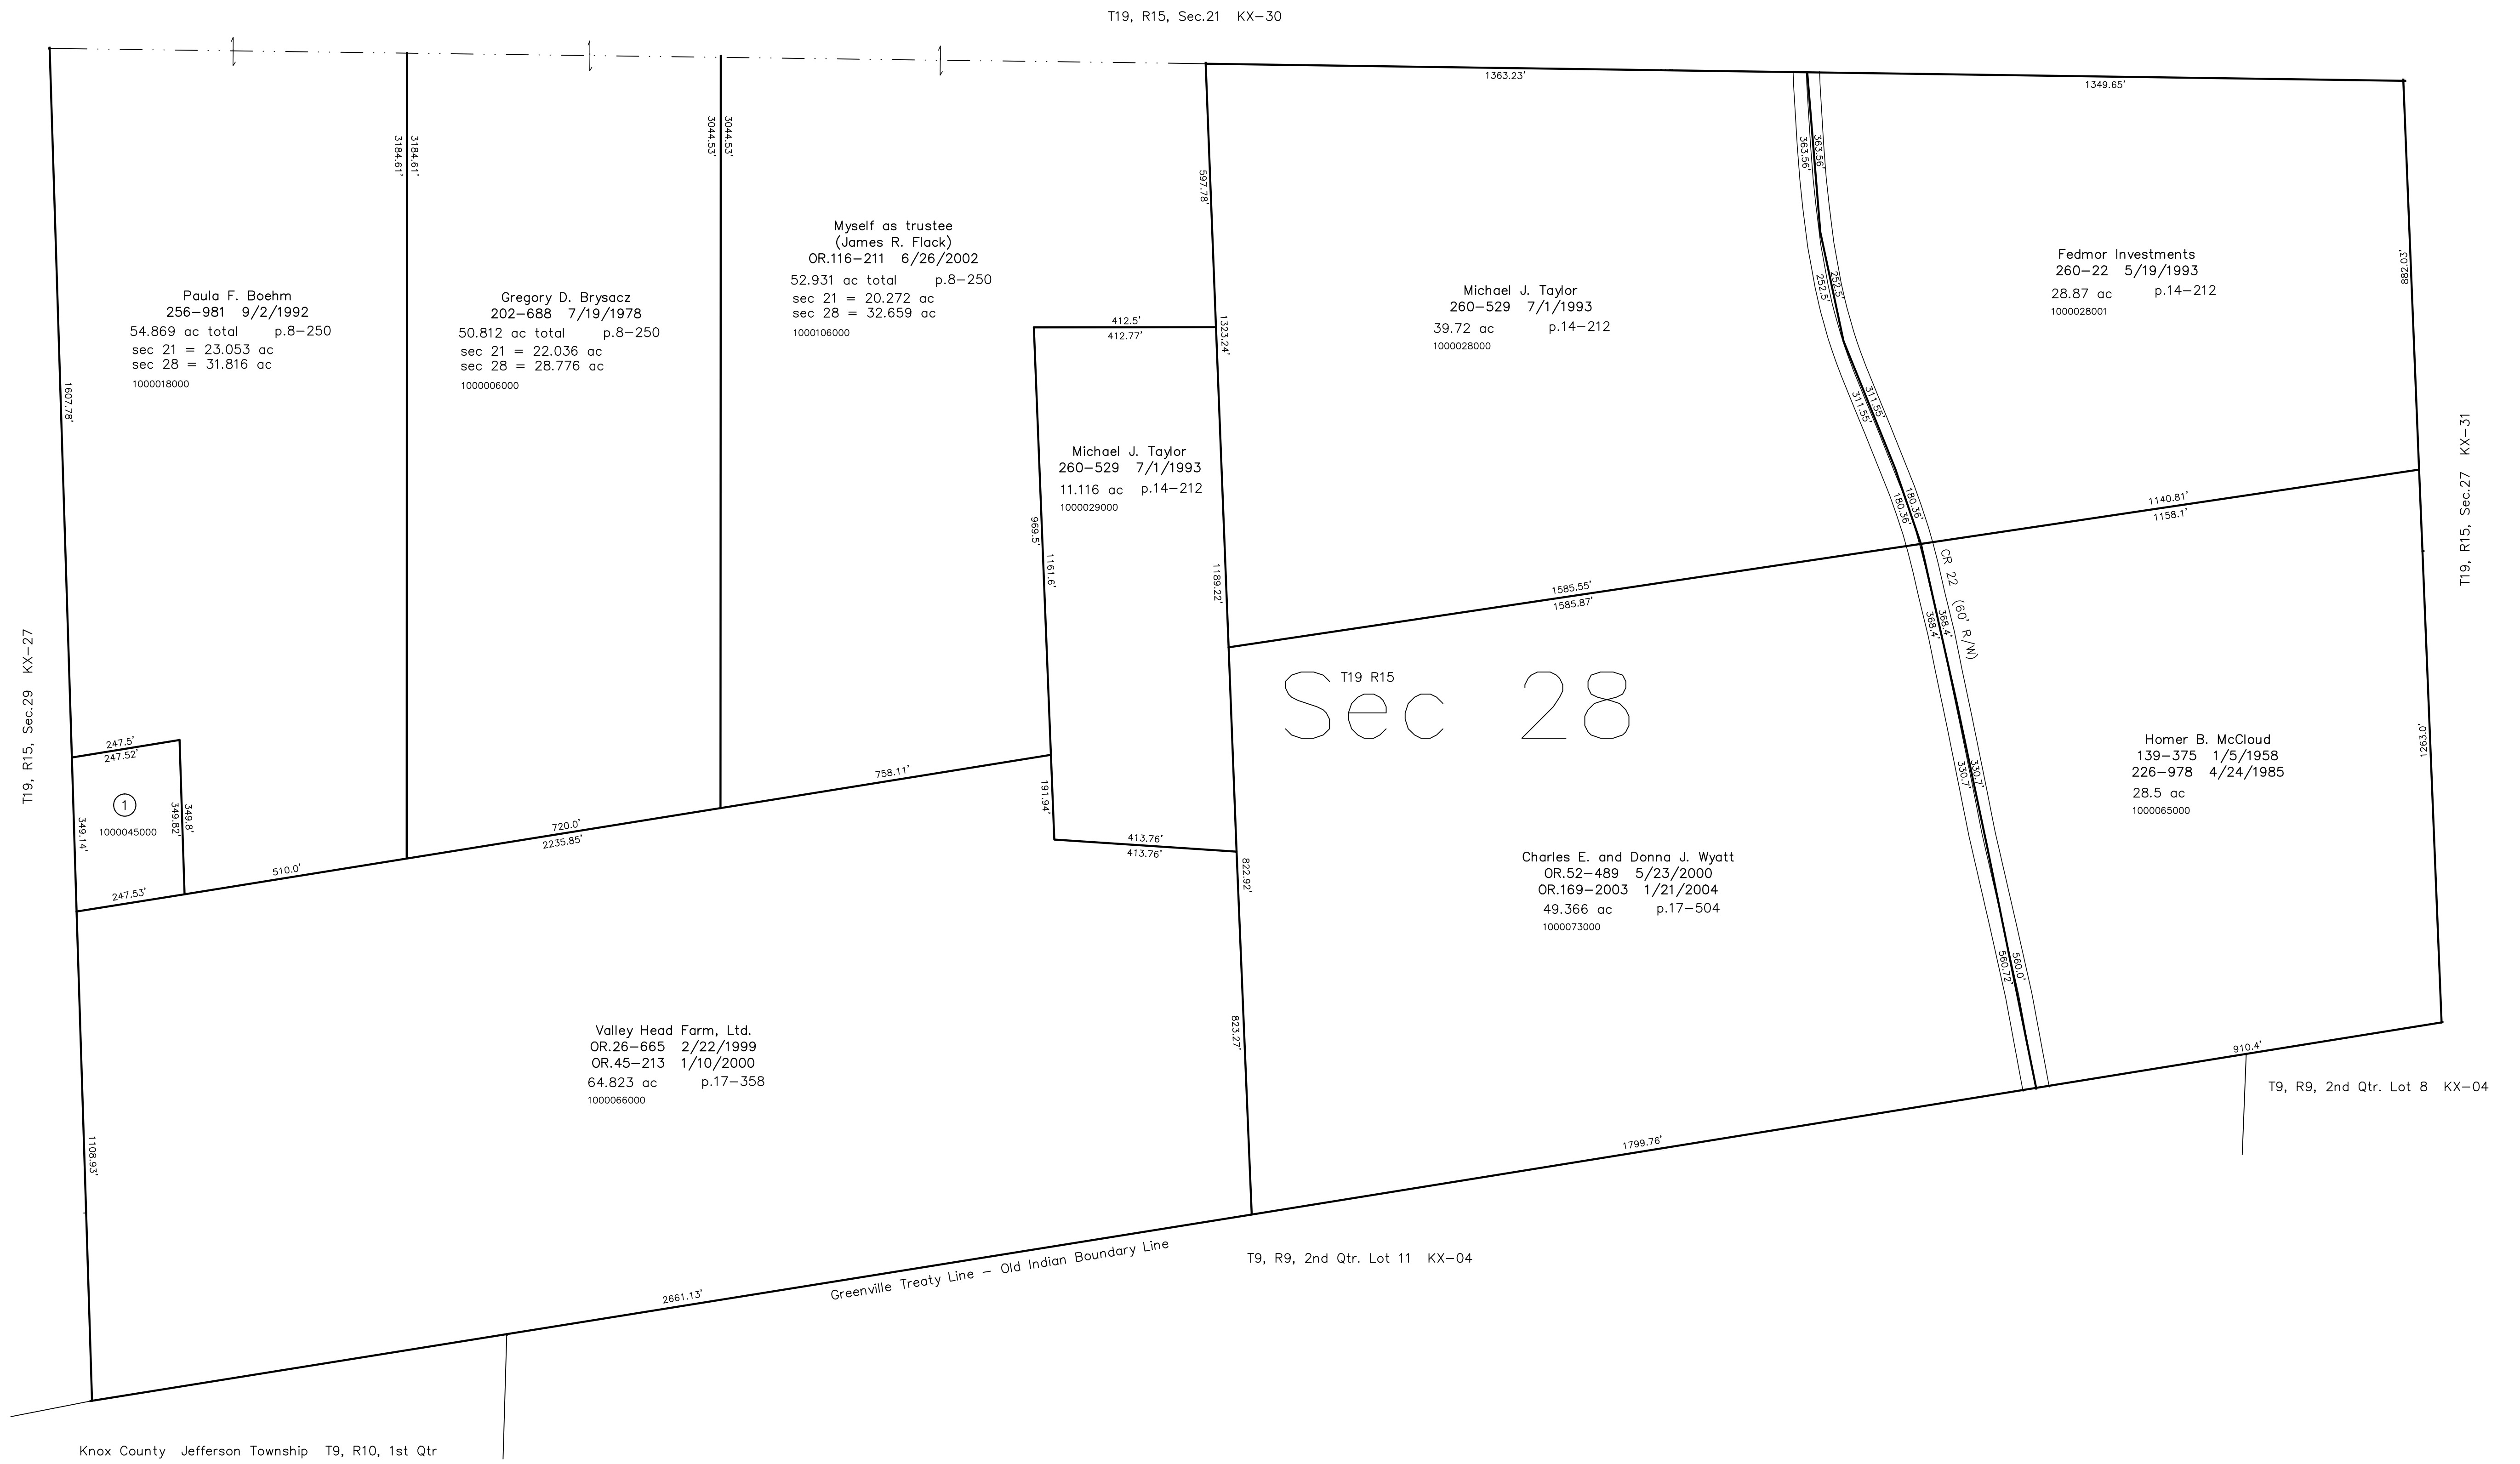 T19, R15, Sec.21 KX-30
1363.23'
1349.65'
3184.61'
3184.61'
3044.53'
3044.53'
597.78'
363.56'
363.56'
882.03'
Paula F. Boehm
256-981 9/2/1992
54.869 ac total p.8-250
sec 21 = 23.053 ac
sec 28 = 31.816 ac
1000018000
Gregory D. Brysacz
202-688 7/19/1978
50.812 ac total p.8-250
sec 21 = 22.036 ac
sec 28 = 28.776 ac
1000006000
Myself as trustee
(James R. Flack)
OR.116-211 6/26/2002
52.931 ac total p.8-250
sec 21 = 20.272 ac
sec 28 = 32.659 ac
1000106000
Michael J. Taylor
260-529 7/1/1993
39.72 ac p.14-212
1000028000
Fedmor Investments
260-22 5/19/1993
28.87 ac p.14-212
1000028001
252.5'
252.5'
412.5'
412.77'
1323.24'
1607.78'
311.55'
311.55'
Michael J. Taylor
260-529 7/1/1993
11.116 ac p.14-212
1000029000
T19, R15, Sec.27 KX-31
180.36'
180.36'
1140.81'
1158.1'
969.5'
1161.6'
1189.22'
1585.55'
1585.87'
CR 22 (60' R/W)
368.4'
368.4'
T19, R15, Sec.29 KX-27
T19 R15
Sec 28
247.5'
247.52'
758.11'
191.94'
330.7'
330.7'
1263.0'
Homer B. McCloud
139-375 1/5/1958
226-978 4/24/1985
28.5 ac
1000065000
1
1000045000
349.14'
349.82'
349.8'
720.0'
2235.85'
413.76'
413.76'
510.0'
247.53'
822.92'
Charles E. and Donna J. Wyatt
OR.52-489 5/23/2000
OR.169-2003 1/21/2004
49.366 ac p.17-504
1000073000
560.72'
560.0'
Valley Head Farm, Ltd.
OR.26-665 2/22/1999
OR.45-213 1/10/2000
64.823 ac p.17-358
1000066000
823.27'
910.4'
T9, R9, 2nd Qtr. Lot 8 KX-04
1108.93'
1799.76'
Greenville Treaty Line - Old Indian Boundary Line
T9, R9, 2nd Qtr. Lot 11 KX-04
2661.13'
Knox County Jefferson Township T9, R10, 1st Qtr